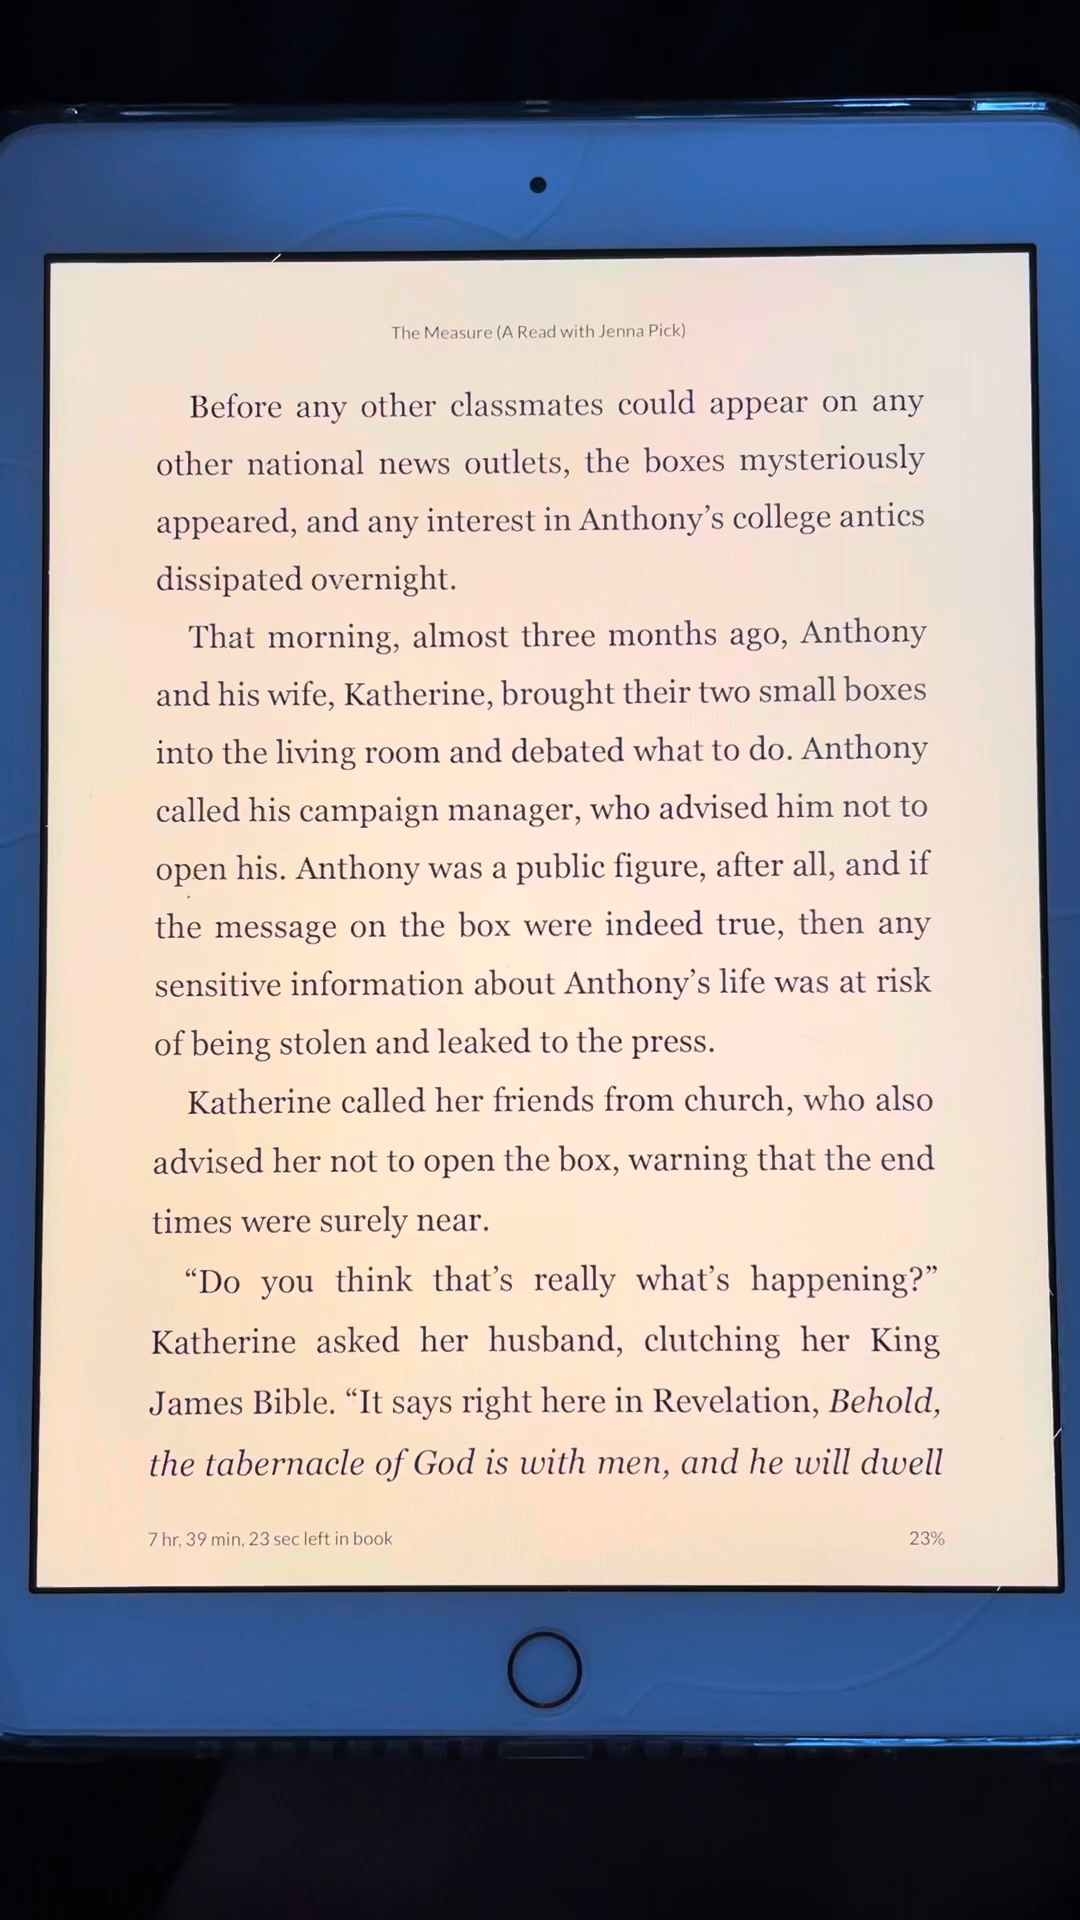 The Measure (A Read with Jenna Pick)
Before any other classmates could appear on any
other national news outlets, the boxes mysteriously
appeared, and any interest in Anthony’s college antics
dissipated overnight.
That morning, almost three months ago, Anthony
and his wife, Katherine, brought their two small boxes
into the living room and debated what to do. Anthony
called his campaign manager, who advised him not to
open his. Anthony was a public figure, after all, and if
the message on the box were indeed true, then any
sensitive information about Anthony’s life was at risk
of being stolen and leaked to the press.
Katherine called her friends from church, who also
advised her not to open the box, warning that the end
times were surely near.
“Do you think that’s really what’s happening?”
Katherine asked her husband, clutching her King
James Bible. “It says right here in Revelation, Behold,
the tabernacle of God is with men, and he will dwell
7 hr, 39 min, 23 sec left in book
23%